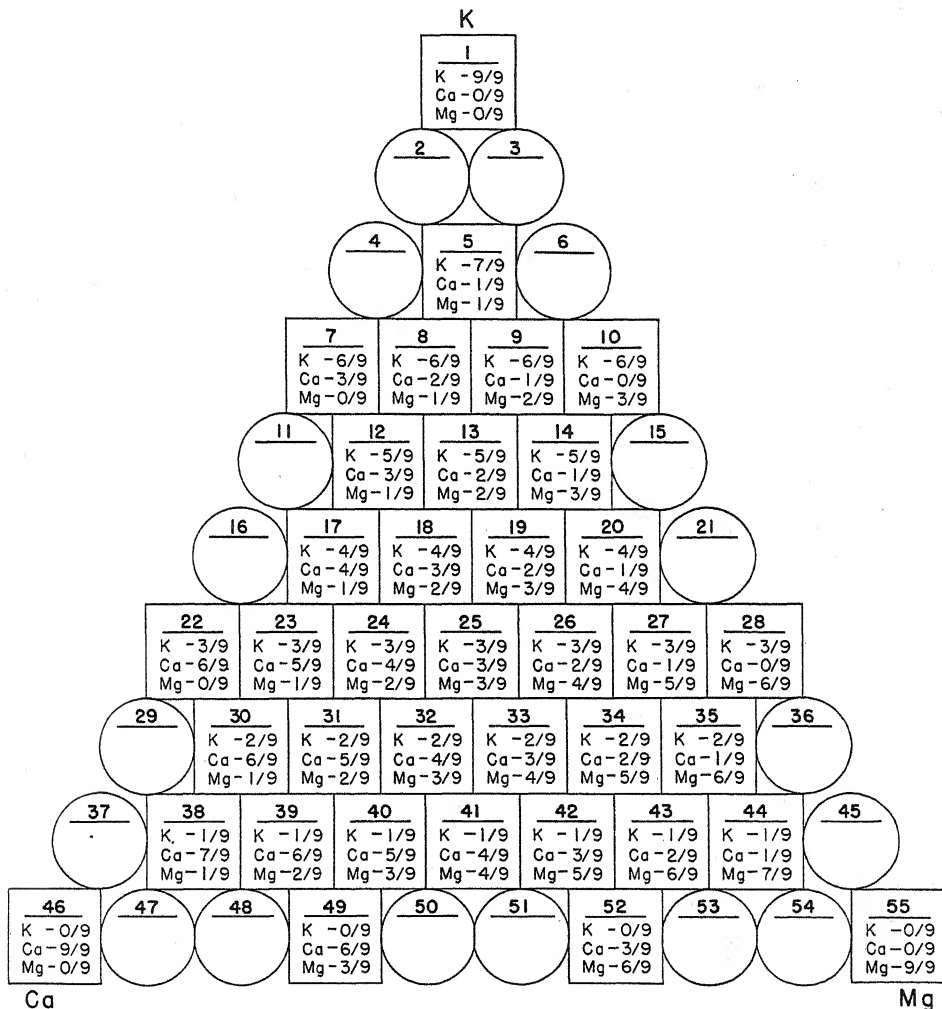 K
1
K - 9/9
Ca - 0/9
Mg - 0/9
2 3
4 5 6
K - 7/9
Ca - 1/9
Mg - 1/9
7 8 9 10
K - 6/9 K - 6/9 K - 6/9 K - 6/9
Ca - 3/9 Ca - 2/9 Ca - 1/9 Ca - 0/9
Mg - 0/9 Mg - 1/9 Mg - 2/9 Mg - 3/9
11 12 13 14 15
K - 5/9 K - 5/9 K - 5/9
Ca - 3/9 Ca - 2/9 Ca - 1/9
Mg - 1/9 Mg - 2/9 Mg - 3/9
16 17 18 19 20 21
K - 4/9 K - 4/9 K - 4/9 K - 4/9
Ca - 4/9 Ca - 3/9 Ca - 2/9 Ca - 1/9
Mg - 1/9 Mg - 2/9 Mg - 3/9 Mg - 4/9
22 23 24 25 26 27 28
K - 3/9 K - 3/9 K - 3/9 K - 3/9 K - 3/9 K - 3/9 K - 3/9
Ca - 6/9 Ca - 5/9 Ca - 4/9 Ca - 3/9 Ca - 2/9 Ca - 1/9 Ca - 0/9
Mg - 0/9 Mg - 1/9 Mg - 2/9 Mg - 3/9 Mg - 4/9 Mg - 5/9 Mg - 6/9
29 30 31 32 33 34 35 36
K - 2/9 K - 2/9 K - 2/9 K - 2/9 K - 2/9 K - 2/9
Ca - 6/9 Ca - 5/9 Ca - 4/9 Ca - 3/9 Ca - 2/9 Ca - 1/9
Mg - 1/9 Mg - 2/9 Mg - 3/9 Mg - 4/9 Mg - 5/9 Mg - 6/9
37 38 39 40 41 42 43 44 45
K - 1/9 K - 1/9 K - 1/9 K - 1/9 K - 1/9 K - 1/9 K - 1/9
Ca - 7/9 Ca - 6/9 Ca - 5/9 Ca - 4/9 Ca - 3/9 Ca - 2/9 Ca - 1/9
Mg - 1/9 Mg - 2/9 Mg - 3/9 Mg - 4/9 Mg - 5/9 Mg - 6/9 Mg - 7/9
46 47 48 49 50 51 52 53 54 55
K - 0/9 K - 0/9 K - 0/9 K - 0/9
Ca - 9/9 Ca - 6/9 Ca - 3/9 Ca - 0/9
Mg - 0/9 Mg - 3/9 Mg - 6/9 Mg - 9/9
Ca Mg